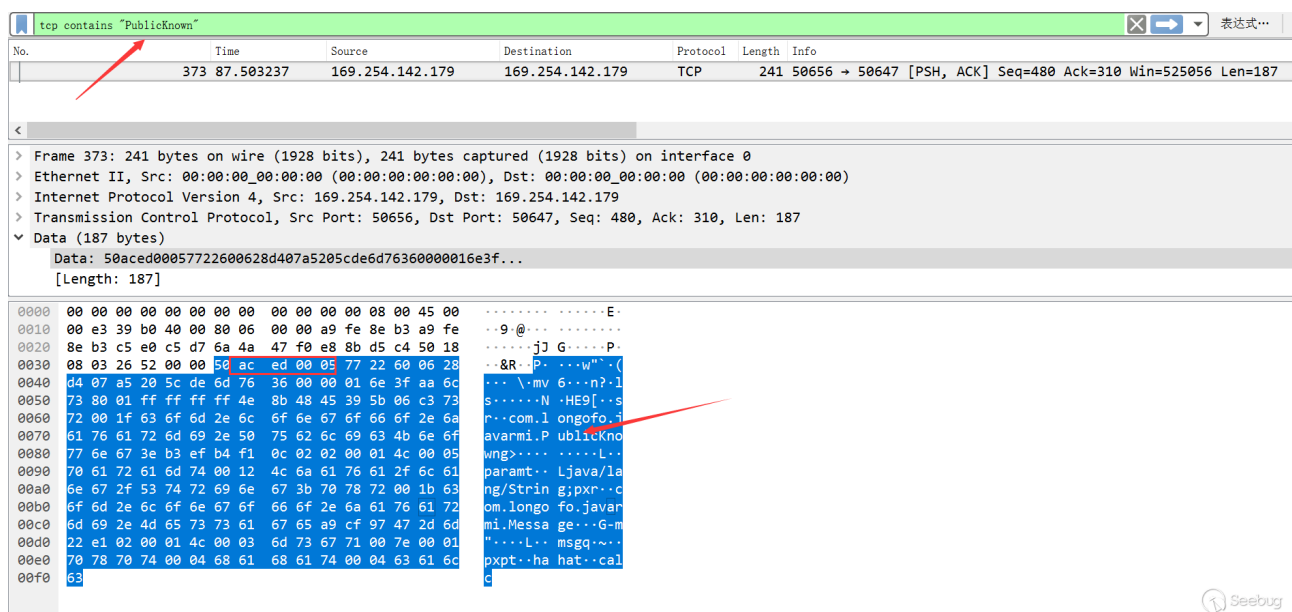 tcp contains "PublicKnown"
表达式…
No. Time Source Destination Protocol Length Info
373 87.503237 169.254.142.179 169.254.142.179 TCP 241 50656 → 50647 [PSH, ACK] Seq=480 Ack=310 Win=525056 Len=187
> Frame 373: 241 bytes on wire (1928 bits), 241 bytes captured (1928 bits) on interface 0
> Ethernet II, Src: 00:00:00_00:00:00 (00:00:00:00:00:00), Dst: 00:00:00_00:00:00 (00:00:00:00:00:00)
> Internet Protocol Version 4, Src: 169.254.142.179, Dst: 169.254.142.179
> Transmission Control Protocol, Src Port: 50656, Dst Port: 50647, Seq: 480, Ack: 310, Len: 187
Data (187 bytes)
Data: 50aced00057722600628d407a5205cde6d76360000016e3f...
[Length: 187]
0000 00 00 00 00 00 00 00 00 00 00 00 00 08 00 45 00 ········ ······E·
0010 00 e3 39 b0 40 00 80 06 00 00 a9 fe 8e b3 a9 fe ··9·@··· ········
0020 8e b3 c5 e0 c5 d7 6a 4a 47 f0 e8 8b d5 c4 50 18 ······jJ G·····P·
0030 08 03 26 52 00 00 50 ac ed 00 05 77 22 60 06 28 ··&R··P· ···w"`·(
0040 d4 07 a5 20 5c de 6d 76 36 00 00 01 6e 3f aa 6c ··· \·mv 6···n?·l
0050 73 80 01 ff ff ff ff 4e 8b 48 45 39 5b 06 c3 73 s······N ·HE9[··s
0060 72 00 1f 63 6f 6d 2e 6c 6f 6e 67 6f 66 6f 2e 6a r··com.l ongofo.j
0070 61 76 61 72 6d 69 2e 50 75 62 6c 69 63 4b 6e 6f avarmi.P ublicKno
0080 77 6e 67 3e b3 ef b4 f1 0c 02 02 00 01 4c 00 05 wng>···· ·····L··
0090 70 61 72 61 6d 74 00 12 4c 6a 61 76 61 2f 6c 61 paramt·· Ljava/la
00a0 6e 67 2f 53 74 72 69 6e 67 3b 70 78 72 00 1b 63 ng/Strin g;pxr··c
00b0 6f 6d 2e 6c 6f 6e 67 6f 66 6f 2e 6a 61 76 61 72 om.longo fo.javar
00c0 6d 69 2e 4d 65 73 73 61 67 65 a9 cf 97 47 2d 6d mi.Messa ge···G-m
00d0 22 e1 02 00 01 4c 00 03 6d 73 67 71 00 7e 00 01 "····L·· msgq·~··
00e0 70 78 70 74 00 04 68 61 68 61 74 00 04 63 61 6c pxpt··ha hat··cal
00f0 63 c
Seebug